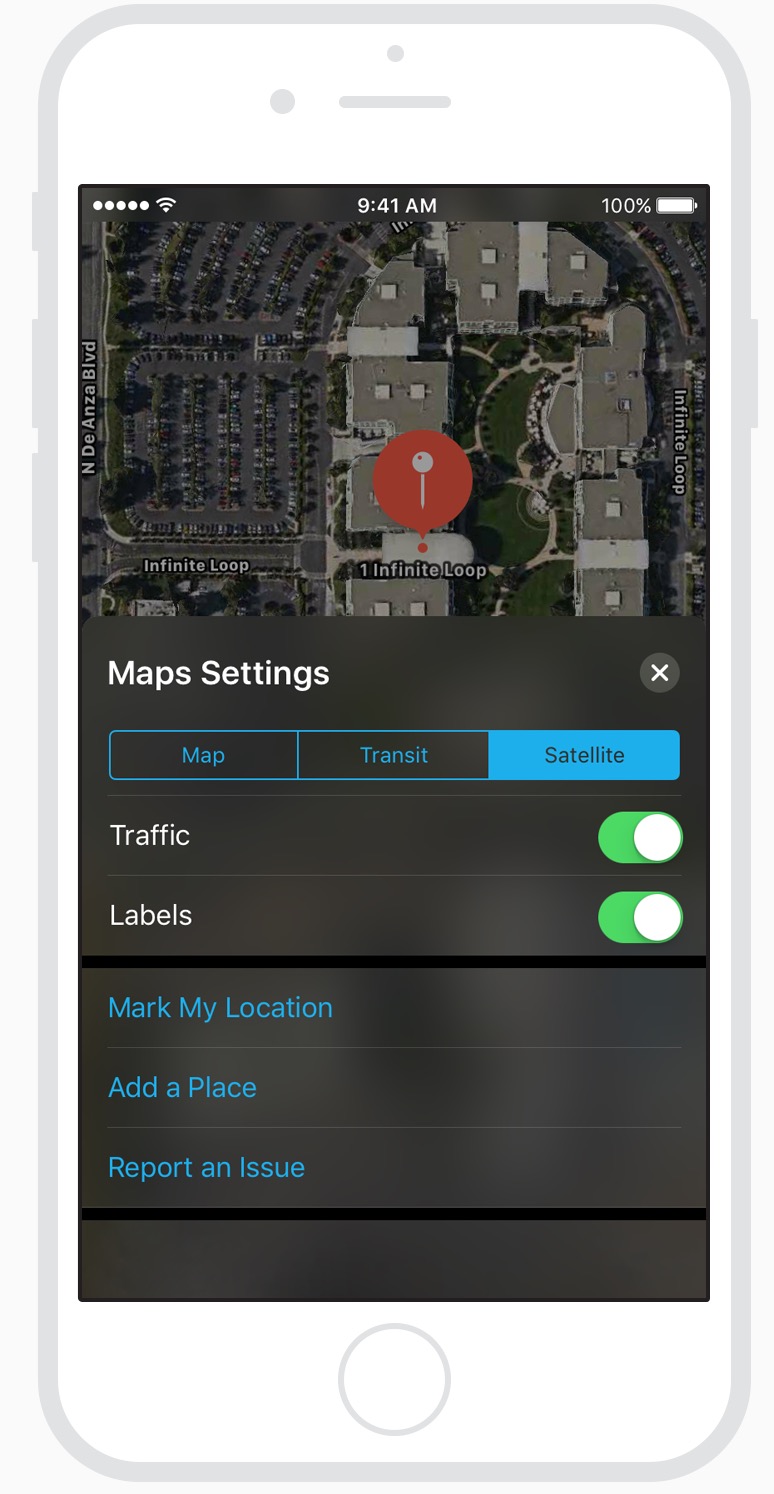 9:41 AM
100%
N De Anza Blvd
Infinite Loop
Infinite Loop
1 Infinite Loop
Maps Settings
Map
Transit
Satellite
Traffic
Labels
Mark My Location
Add a Place
Report an Issue